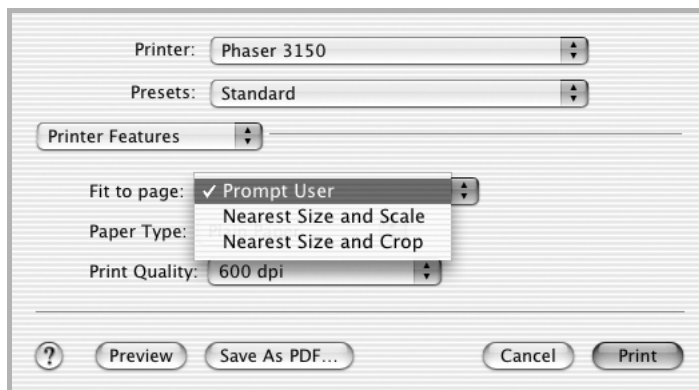 Printer: Phaser 3150
Presets: Standard
Printer Features
Fit to page: ✓ Prompt User
Nearest Size and Scale
Paper Type:
Nearest Size and Crop
Print Quality: 600 dpi
? Preview Save As PDF... Cancel Print